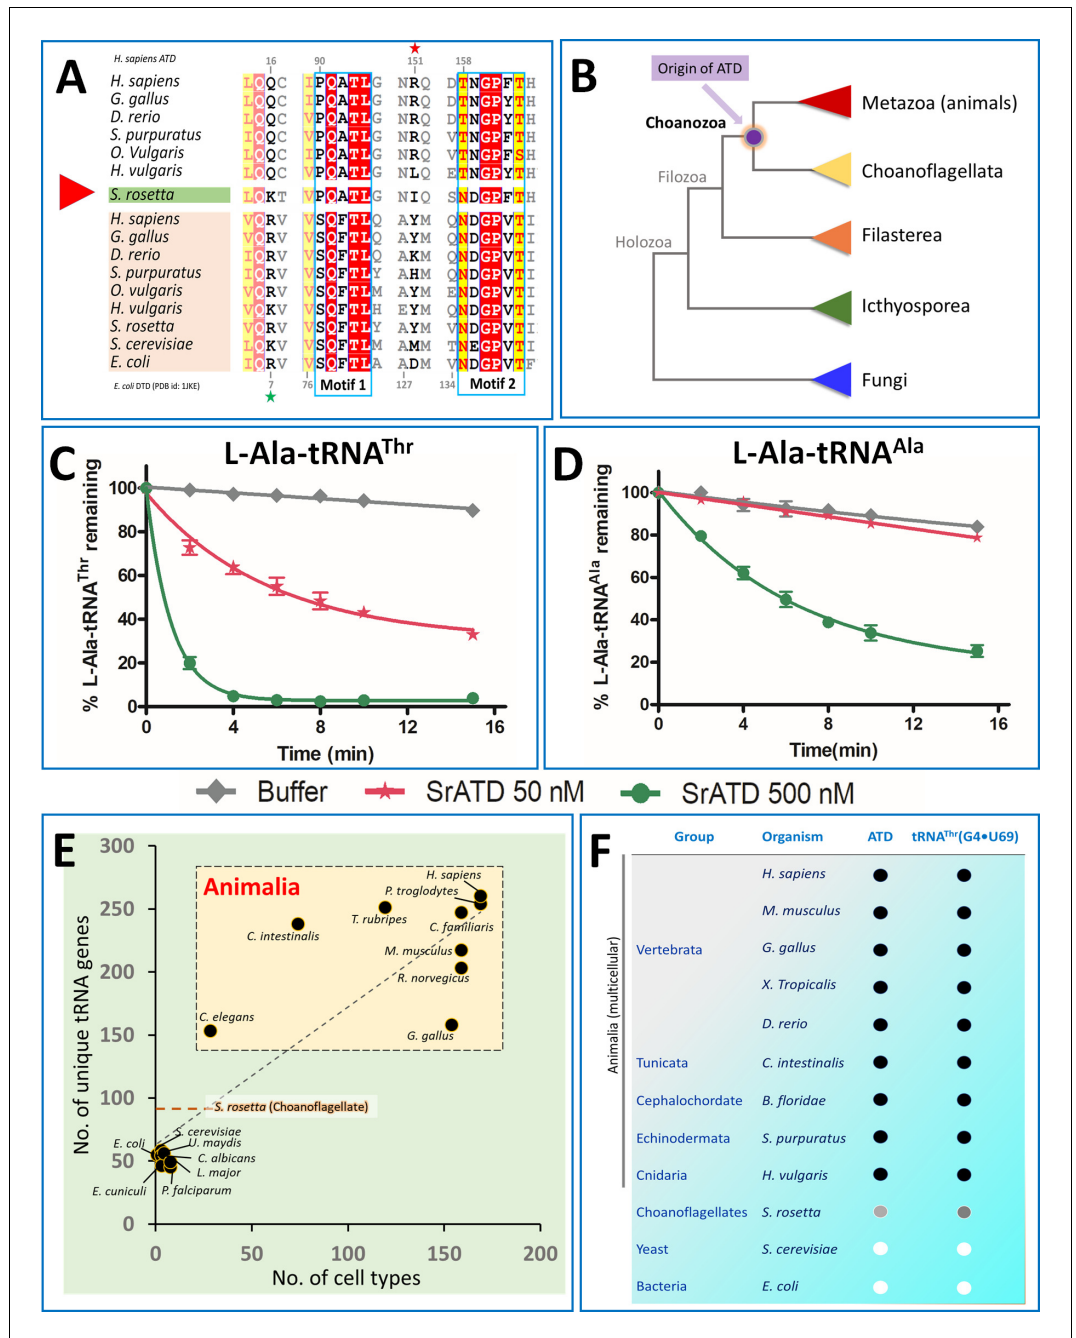 A
H. sapiens ATD
16 90 151 158
H. sapiens LQQC IPQATLG NRQ DTNGPFTH
G. gallus LQQC IPQATLG NRQ DTNGPYTH
D. rerio LQQC VPQATLG NRQ DTNGPYTH
S. purpuratus LQQC VPQATLG NRQ VTNGPFTH
O. Vulgaris LQQC IPQATLG NRQ VTNGPFSH
H. vulgaris LQQC VPQATLG NLQ ETNGPYTH
S. rosetta LQKT VPQATLG NIQ SNDGPFTH
H. sapiens VQRV VSQFTLQ AYM QNDGPVTI
G. gallus VQRV VSQFTLQ AYM QNDGPVTI
D. rerio VQRV VSQFTLQ AKM QNDGPVTI
S. purpuratus IQRV VSQFTLY AHM QNDGPVTI
O. vulgaris VQRV VSQFTLM AYM ENDGPVTI
H. vulgaris VQKV VSQFTLH EYM QNDGPVTI
S. rosetta VQRV VSQFTLY AYM VNDGPVTI
S. cerevisiae LQKV VSQFTLM AMM TNEGPVTI
E. coli IQRV VSQFTLA ADM VNDGPVTF
E. coli DTD (PDB id: 1JKE) 7 76 Motif 1 127 134 Motif 2
B
Origin of ATD
Choanozoa
Metazoa (animals)
Filozoa
Choanoflagellata
Holozoa
Filasterea
Icthyosporea
Fungi
C
L-Ala-tRNAThr
% L-Ala-tRNAThr remaining
100
80
60
40
20
0
0 4 8 12 16
Time (min)
D
L-Ala-tRNAAla
% L-Ala-tRNAAla remaining
100
80
60
40
20
0
0 4 8 12 16
Time(min)
Buffer SrATD 50 nM SrATD 500 nM
E
No. of unique tRNA genes
300
250
200
150
100
50
0
Animalia
H. sapiens
P. troglodytes
T. rubripes
C. familiaris
C. intestinalis
M. musculus
R. norvegicus
C. elegans
G. gallus
S. rosetta (Choanoflagellate)
S. cerevisiae
E. coli
U. maydis
C. albicans
L. major
E. cuniculi
P. falciparum
0 50 100 150 200
No. of cell types
F
Group Organism ATD tRNAThr(G4•U69)
Animalia (multicellular)
H. sapiens
M. musculus
Vertebrata G. gallus
X. Tropicalis
D. rerio
Tunicata C. intestinalis
Cephalochordate B. floridae
Echinodermata S. purpuratus
Cnidaria H. vulgaris
Choanoflagellates S. rosetta
Yeast S. cerevisiae
Bacteria E. coli